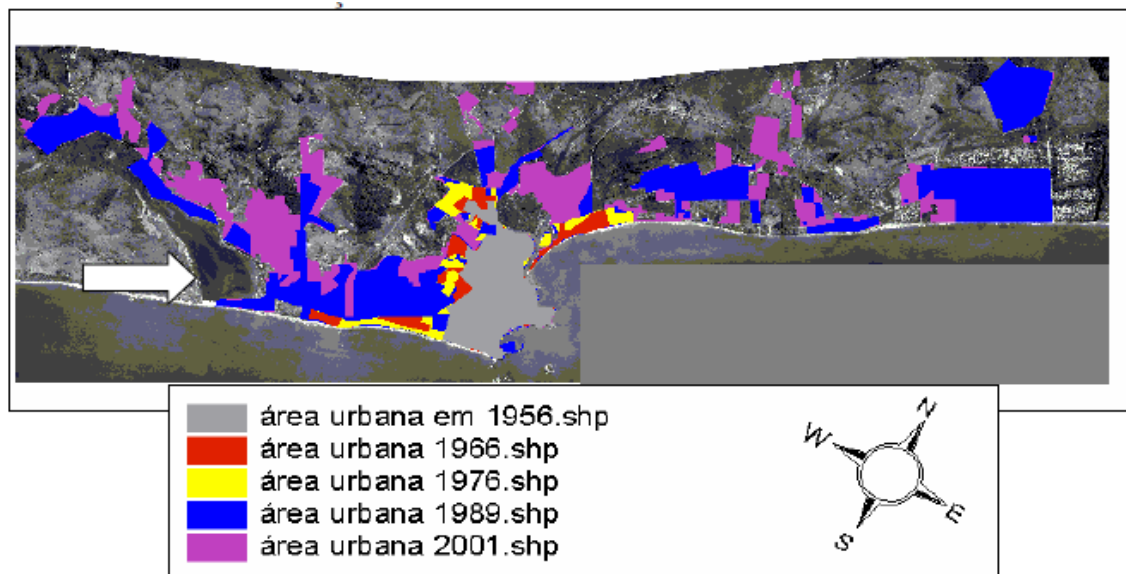 área urbana em 1956.shp
área urbana 1966.shp
área urbana 1976.shp
área urbana 1989.shp
área urbana 2001.shp
N
W
E
S